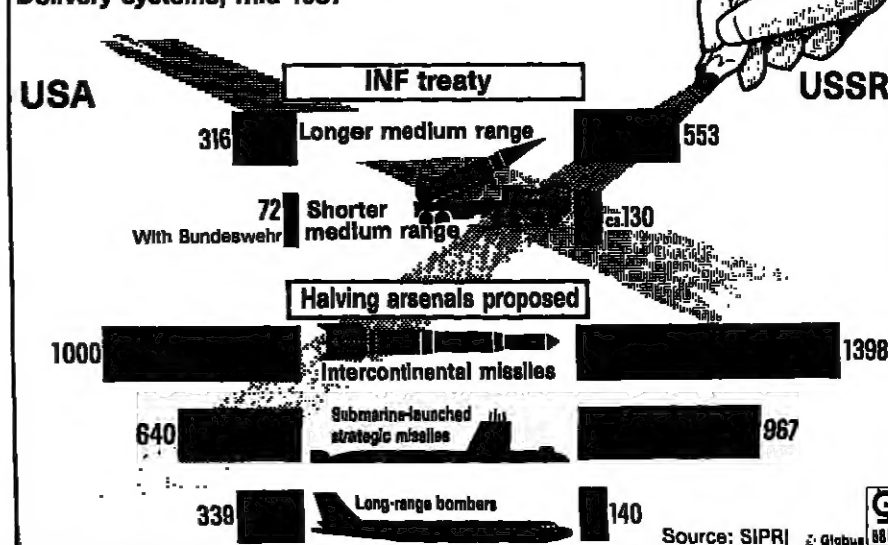 Delivery systems, mid-1987
USA
INF treaty
USSR
316
Longer medium range
553
72
With Bundeswehr
Shorter
medium range
ca.130
Halving arsenals proposed
1000
Intercontinental missiles
1398
640
Submarine-launched
strategic missiles
967
339
Long-range bombers
140
Source: SIPRI
Globus